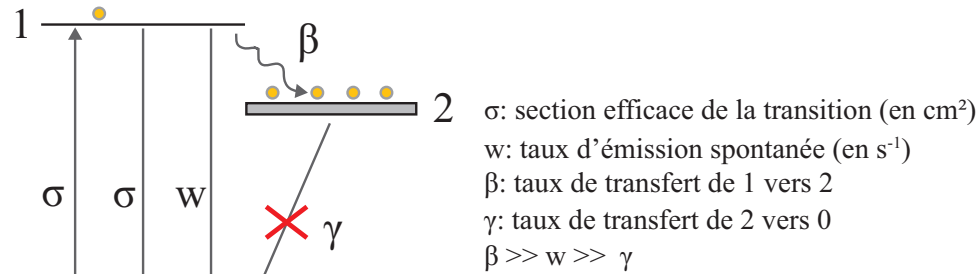 1
β
2
σ
σ
w
γ
σ: section efficace de la transition (en cm²)
w: taux d’émission spontanée (en s⁻¹)
β: taux de transfert de 1 vers 2
γ: taux de transfert de 2 vers 0
β >> w >> γ